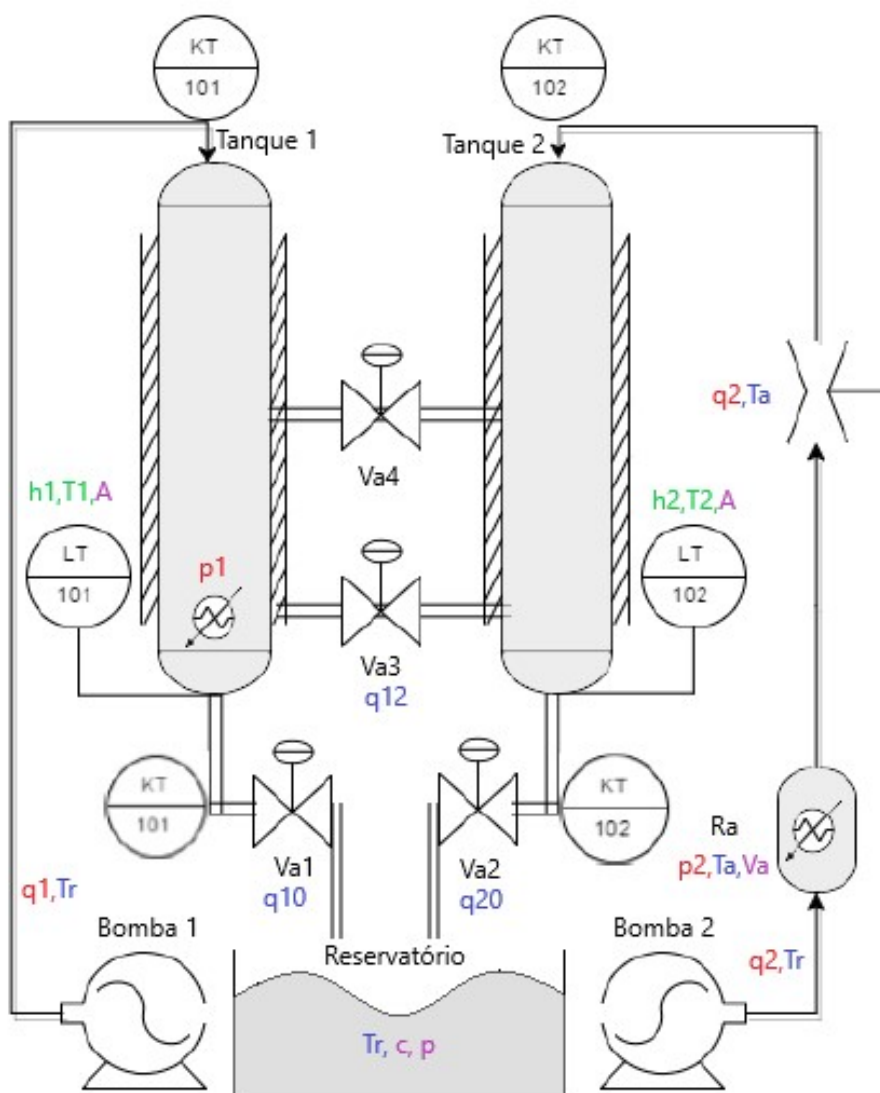 KT
101
KT
102
Tanque 1
Tanque 2
q2,Ta
Va4
h1,T1,A
h2,T2,A
LT
101
LT
102
p1
Va3
q12
KT
101
KT
102
Ra
p2,Ta,Va
Va1
q10
Va2
q20
q1,Tr
Bomba 1
Reservatório
Bomba 2
q2,Tr
Tr, c, p